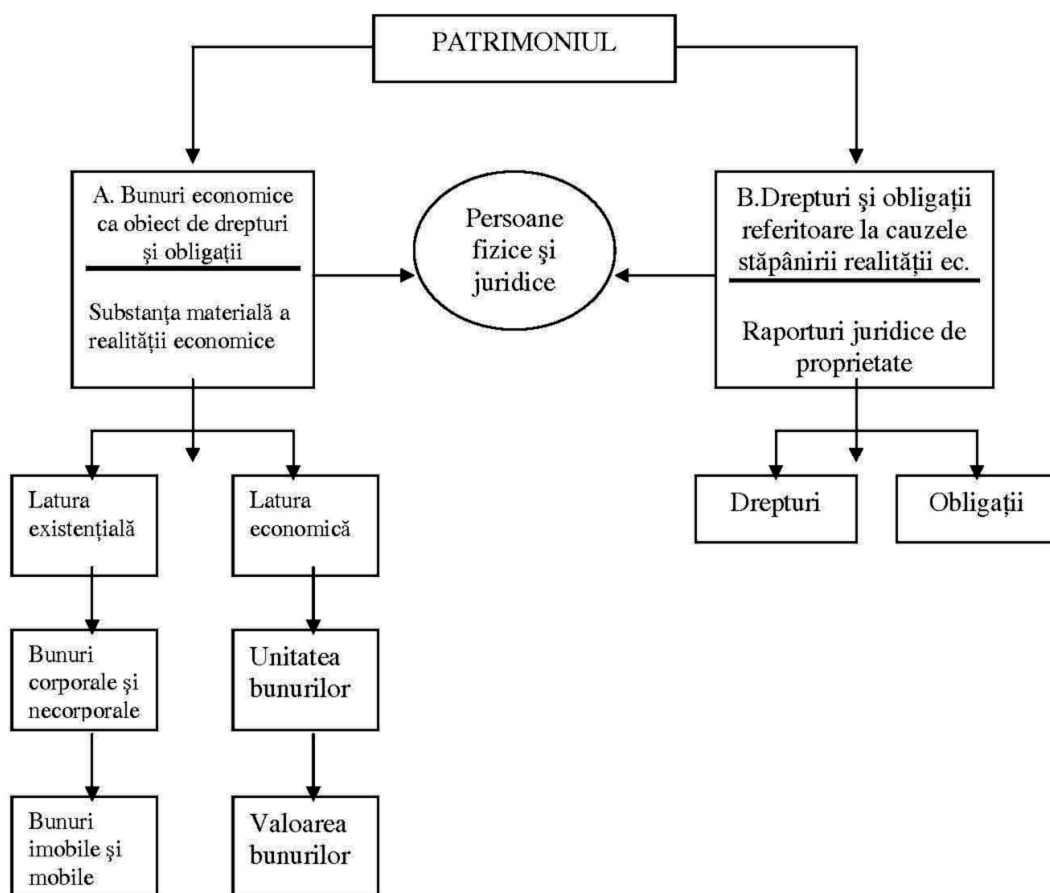 PATRIMONIUL
A. Bunuri economice
ca obiect de drepturi
şi obligaţii
Substanţa materială a
realităţii economice
Persoane
fizice şi
juridice
B.Drepturi şi obligaţii
referitoare la cauzele
stăpânirii realităţii ec.
Raporturi juridice de
proprietate
Latura
existenţială
Latura
economică
Drepturi
Obligaţii
Bunuri
corporale şi
necorporale
Unitatea
bunurilor
Bunuri
imobile şi
mobile
Valoarea
bunurilor